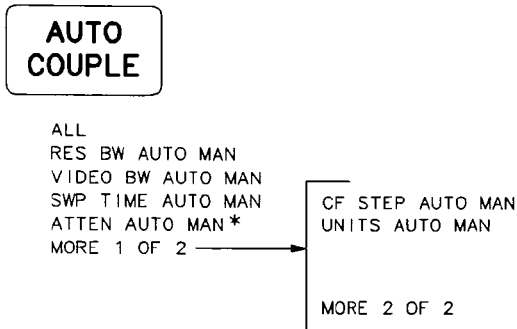 AUTO
COUPLE
ALL
RES BW AUTO MAN
VIDEO BW AUTO MAN
SWP TIME AUTO MAN
ATTEN AUTO MAN*
MORE 1 OF 2
CF STEP AUTO MAN
UNITS AUTO MAN
MORE 2 OF 2